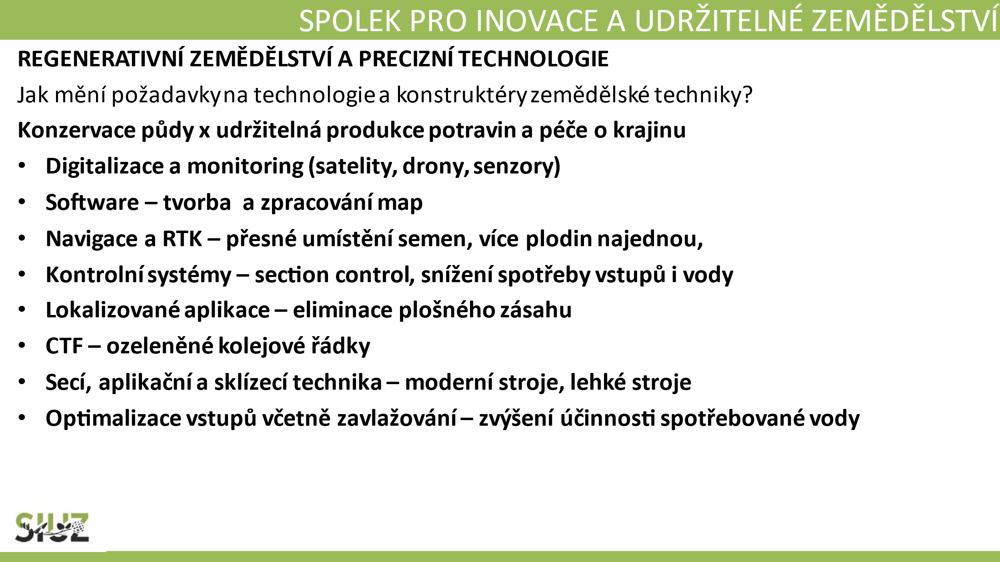 SPOLEK PRO INOVACE A UDRŽITELNÉ ZEMĚDĚLSTVÍ
REGENERATIVNÍ ZEMĚDĚLSTVÍ A PRECIZNÍ TECHNOLOGIE
Jak mění požadavky na technologie a konstruktéry zemědělské techniky?
Konzervace půdy x udržitelná produkce potravin a péče o krajinu
• Digitalizace a monitoring (satelity, drony, senzory)
• Software – tvorba a zpracování map
• Navigace a RTK – přesné umístění semen, více plodin najednou,
• Kontrolní systémy – section control, snížení spotřeby vstupů i vody
• Lokalizované aplikace – eliminace plošného zásahu
• CTF – ozeleněné kolejové řádky
• Secí, aplikační a sklízecí technika – moderní stroje, lehké stroje
• Optimalizace vstupů včetně zavlažování – zvýšení účinnosti spotřebované vody
SIUZ